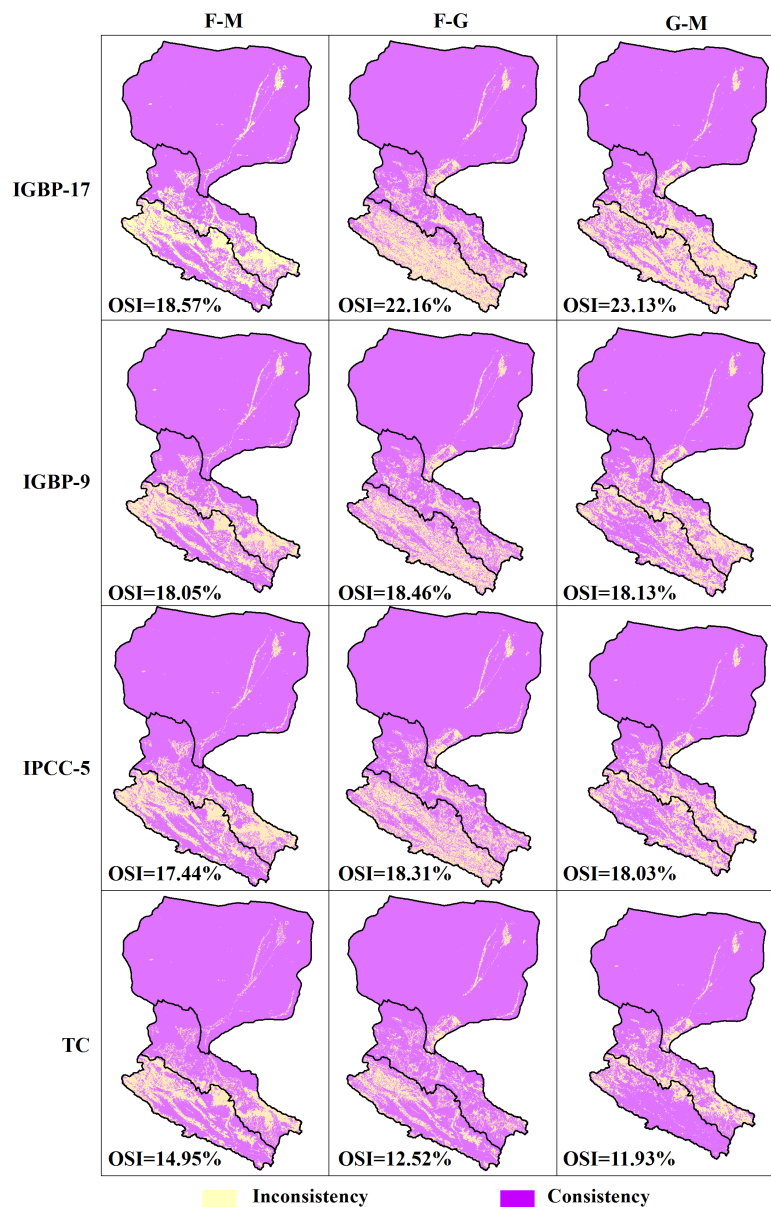 F-M F-G G-M
IGBP-17
OSI=18.57% OSI=22.16% OSI=23.13%
IGBP-9
OSI=18.05% OSI=18.46% OSI=18.13%
IPCC-5
OSI=17.44% OSI=18.31% OSI=18.03%
TC
OSI=14.95% OSI=12.52% OSI=11.93%
Inconsistency Consistency